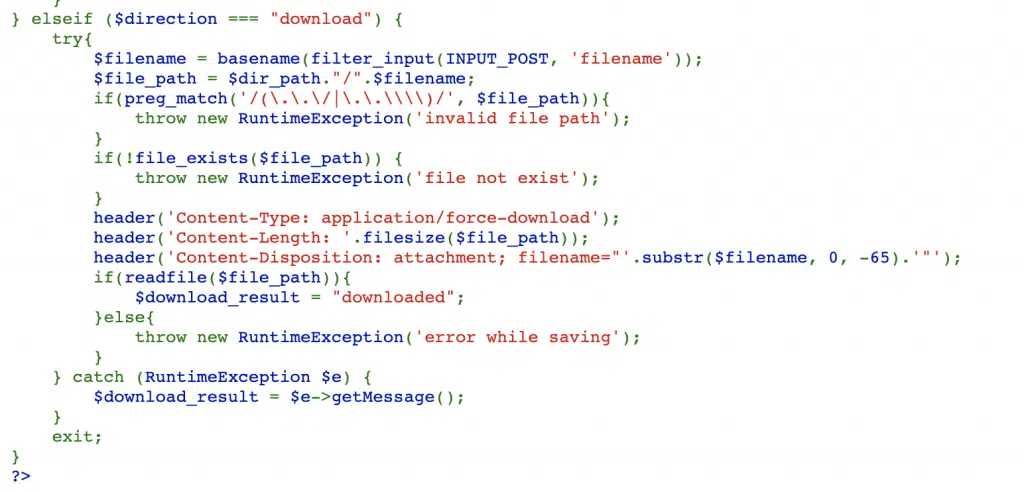 } elseif ($direction === "download") {
try{
$filename = basename(filter_input(INPUT_POST, 'filename'));
$file_path = $dir_path."/".$filename;
if(preg_match('/(\.\.\/|\.\.\\\\)/', $file_path)){
throw new RuntimeException('invalid file path');
}
if(!file_exists($file_path)) {
throw new RuntimeException('file not exist');
}
header('Content-Type: application/force-download');
header('Content-Length: '.filesize($file_path));
header('Content-Disposition: attachment; filename="'.substr($filename, 0, -65).'"');
if(readfile($file_path)){
$download_result = "downloaded";
}else{
throw new RuntimeException('error while saving');
}
} catch (RuntimeException $e) {
$download_result = $e->getMessage();
}
exit;
}
?>